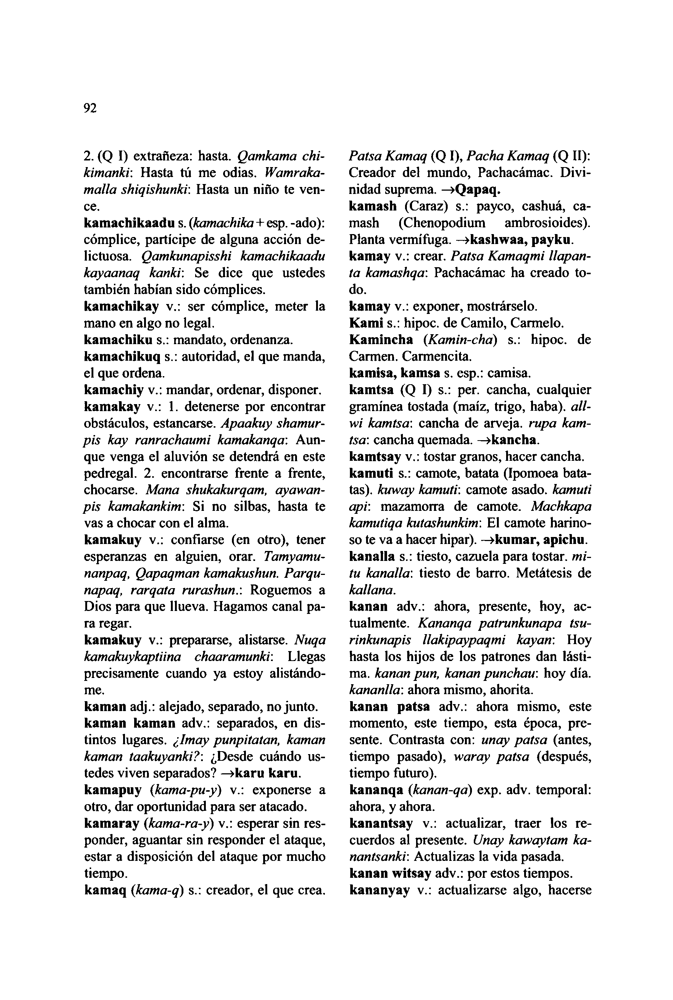 92
2. (Q I) extrañeza: hasta. Qamkama chi-
kimanki: Hasta tú me odias. Wamraka-
malla shiqishunki: Hasta un niño te ven-
ce.
kamachikaadu s. (kamachika + esp. -ado):
cómplice, partícipe de alguna acción de-
lictuosa. Qamkunapisshi kamachikaadu
kayaanaq kanki: Se dice que ustedes
también habían sido cómplices.
kamachikay v.: ser cómplice, meter la
mano en algo no legal.
kamachiku s.: mandato, ordenanza.
kamachikuq s.: autoridad, el que manda,
el que ordena.
kamachiy v.: mandar, ordenar, disponer.
kamakay v.: 1. detenerse por encontrar
obstáculos, estancarse. Apaakuy shamur-
pis kay ranrachaumi kamakanqa: Aun-
que venga el aluvión se detendrá en este
pedregal. 2. encontrarse frente a frente,
chocarse. Mana shukakurqam, ayawan-
pis kamakankim: Si no silbas, hasta te
vas a chocar con el alma.
kamakuy v.: confiarse (en otro), tener
esperanzas en alguien, orar. Tamyamu-
nanpaq, Qapaqman kamakushun. Parqu-
napaq, rarqata rurashun.: Roguemos a
Dios para que llueva. Hagamos canal pa-
ra regar.
kamakuy v.: prepararse, alistarse. Nuqa
kamakuykaptiina chaaramunki: Llegas
precisamente cuando ya estoy alistándo-
me.
kaman adj.: alejado, separado, no junto.
kaman kaman adv.: separados, en dis-
tintos lugares. ¿Imay punpitatan, kaman
kaman taakuyanki?: ¿Desde cuándo us-
tedes viven separados? →karu karu.
kamapuy (kama-pu-y) v.: exponerse a
otro, dar oportunidad para ser atacado.
kamaray (kama-ra-y) v.: esperar sin res-
ponder, aguantar sin responder el ataque,
estar a disposición del ataque por mucho
tiempo.
kamaq (kama-q) s.: creador, el que crea.
Patsa Kamaq (Q I), Pacha Kamaq (Q II):
Creador del mundo, Pachacámac. Divi-
nidad suprema. →Qapaq.
kamash (Caraz) s.: payco, cashuá, ca-
mash (Chenopodium ambrosioides).
Planta vermífuga. →kashwaa, payku.
kamay v.: crear. Patsa Kamaqmi llapan-
ta kamashqa: Pachacámac ha creado to-
do.
kamay v.: exponer, mostrárselo.
Kami s.: hipoc. de Camilo, Carmelo.
Kamincha (Kamin-cha) s.: hipoc. de
Carmen. Carmencita.
kamisa, kamsa s. esp.: camisa.
kamtsa (Q I) s.: per. cancha, cualquier
gramínea tostada (maíz, trigo, haba). all-
wi kamtsa: cancha de arveja. rupa kam-
tsa: cancha quemada. →kancha.
kamtsay v.: tostar granos, hacer cancha.
kamuti s.: camote, batata (Ipomoea bata-
tas). kuway kamuti: camote asado. kamuti
api: mazamorra de camote. Machkapa
kamutiqa kutashunkim: El camote harino-
so te va a hacer hipar). →kumar, apichu.
kanalla s.: tiesto, cazuela para tostar. mi-
tu kanalla: tiesto de barro. Metátesis de
kallana.
kanan adv.: ahora, presente, hoy, ac-
tualmente. Kananqa patrunkunapa tsu-
rinkunapis llakipaypaqmi kayan: Hoy
hasta los hijos de los patrones dan lásti-
ma. kanan pun, kanan punchau: hoy día.
kananlla: ahora mismo, ahorita.
kanan patsa adv.: ahora mismo, este
momento, este tiempo, esta época, pre-
sente. Contrasta con: unay patsa (antes,
tiempo pasado), waray patsa (después,
tiempo futuro).
kananqa (kanan-qa) exp. adv. temporal:
ahora, y ahora.
kanantsay v.: actualizar, traer los re-
cuerdos al presente. Unay kawaytam ka-
nantsanki: Actualizas la vida pasada.
kanan witsay adv.: por estos tiempos.
kananyay v.: actualizarse algo, hacerse